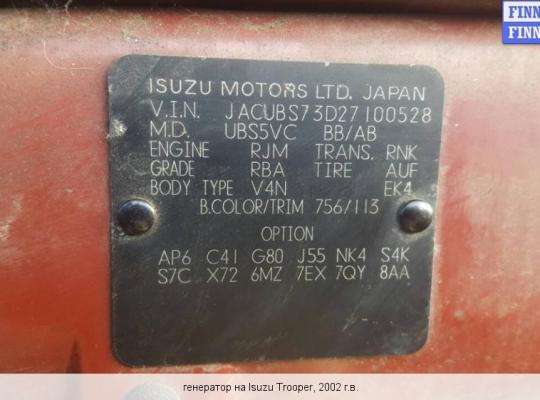 FINN
FINN
ISUZU MOTORS LTD. JAPAN
V.I.N. JACUBS73D27100528
M.D. UBS5VC BB/AB
ENGINE RJM TRANS. RNK
GRADE RBA TIRE AUF
BODY TYPE V4N EK4
B.COLOR/TRIM 756/113
OPTION
AP6 C41 G80 J55 NK4 S4K
S7C X72 6MZ 7EX 7QY 8AA
генератор на Isuzu Trooper, 2002 г.в.